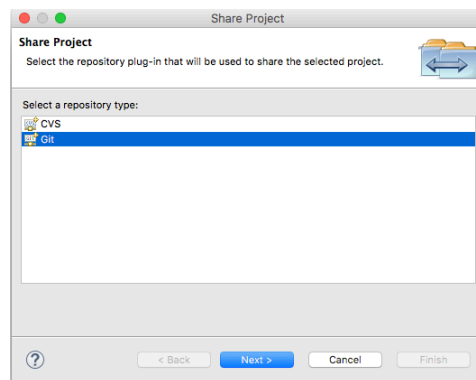 Share Project
Share Project
Select the repository plug-in that will be used to share the selected project.
Select a repository type:
CVS
Git
?
< Back
Next >
Cancel
Finish